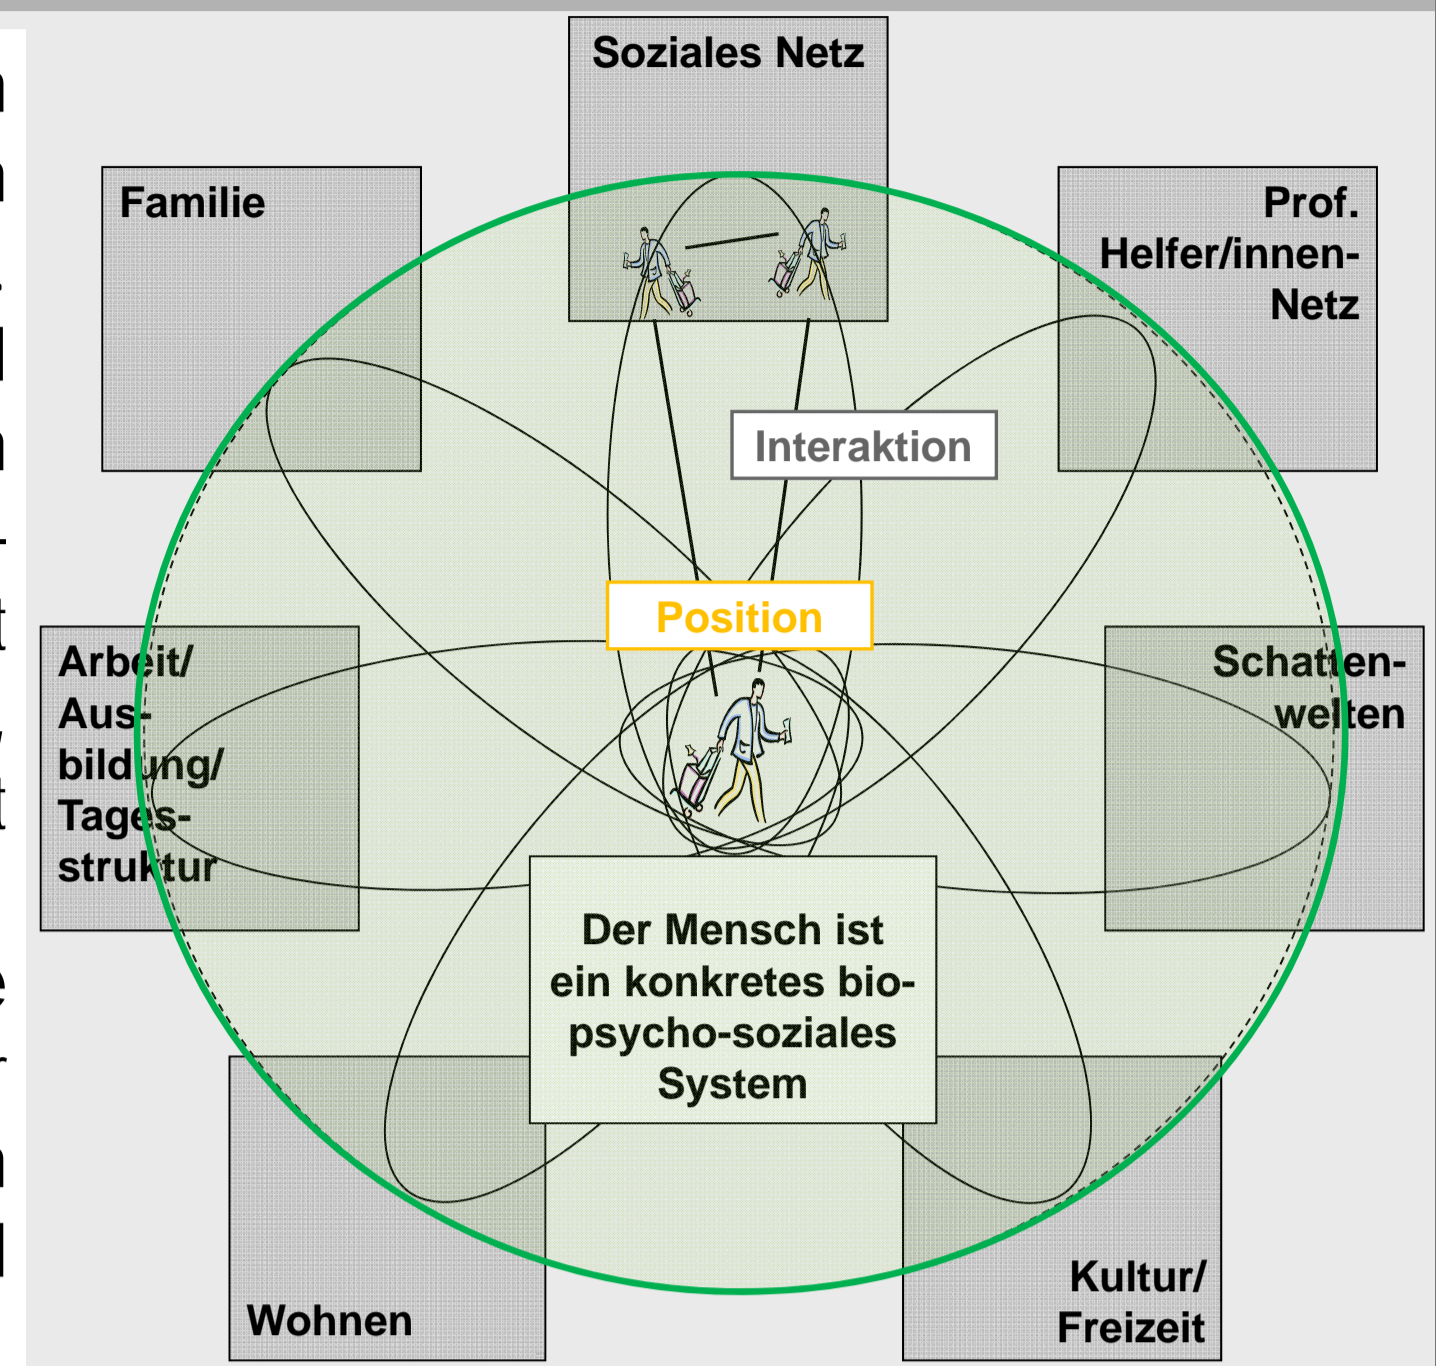 Soziales Netz
Familie
Prof.
Helfer/innen-
Netz
Interaktion
Position
Arbeit/
Aus-
bildung/
Tages-
struktur
Schatten-
welten
Der Mensch ist
ein konkretes bio-
psycho-soziales
System
Wohnen
Kultur/
Freizeit